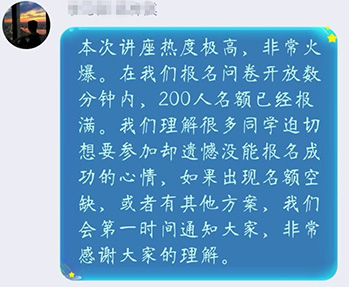 本次讲座热度极高，非常火
爆。在我们报名问卷开放数
分钟内，200人名额已经报
满。我们理解很多同学迫切
想要参加却遗憾没能报名成
功的心情，如果出现名额空
缺，或者有其他方案，我们
会第一时间通知大家，非常
感谢大家的理解。